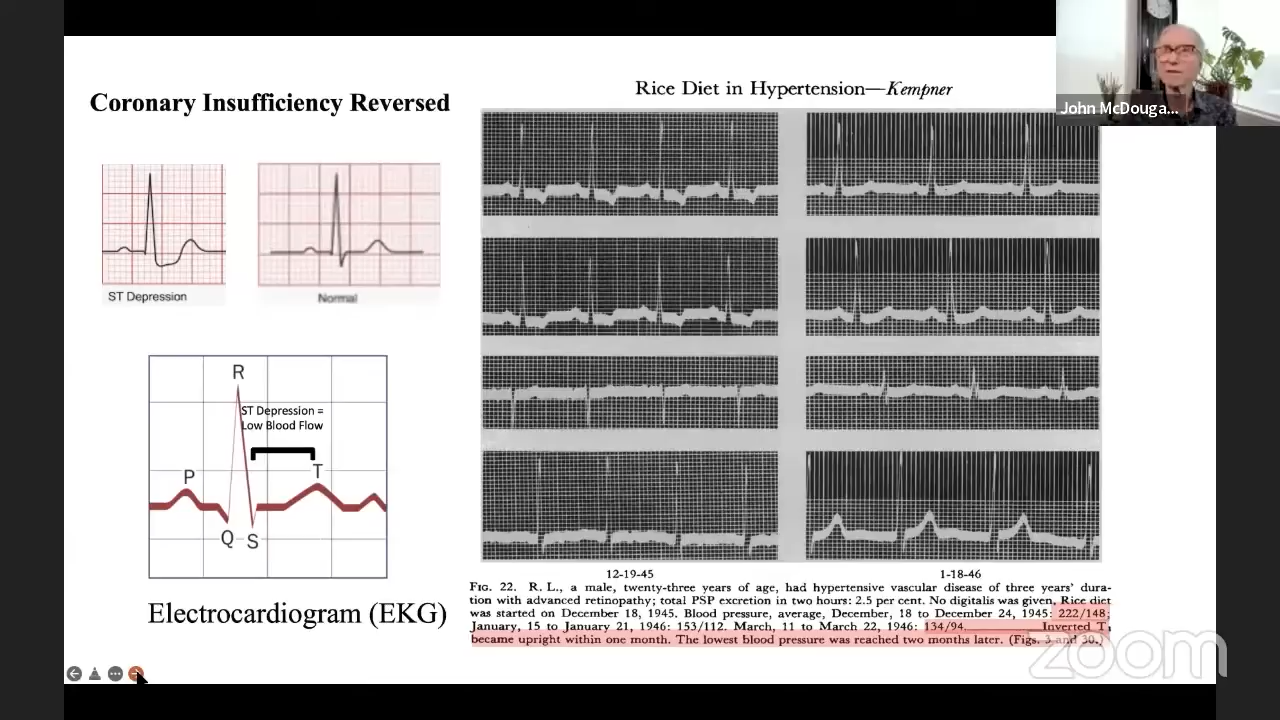 John McDouga...
Coronary Insufficiency Reversed
ST Depression
Normal
R
ST Depression =
Low Blood Flow
P
T
Q
S
Electrocardiogram (EKG)
Rice Diet in Hypertension—Kempner
12-19-45
1-18-46
FIG. 22. R. L., a male, twenty-three years of age, had hypertensive vascular disease of three years' dura-
tion with advanced retinopathy; total PSP excretion in two hours: 2.5 per cent. No digitalis was given. Rice diet
was started on December 18, 1945. Blood pressure, average, December, 18 to December 24, 1945: 222/148;
January, 15 to January 21, 1946: 153/112. March, 11 to March 22, 1946: 134/94. Inverted T,
became upright within one month. The lowest blood pressure was reached two months later. (Figs. 3 and 30.)
zoom